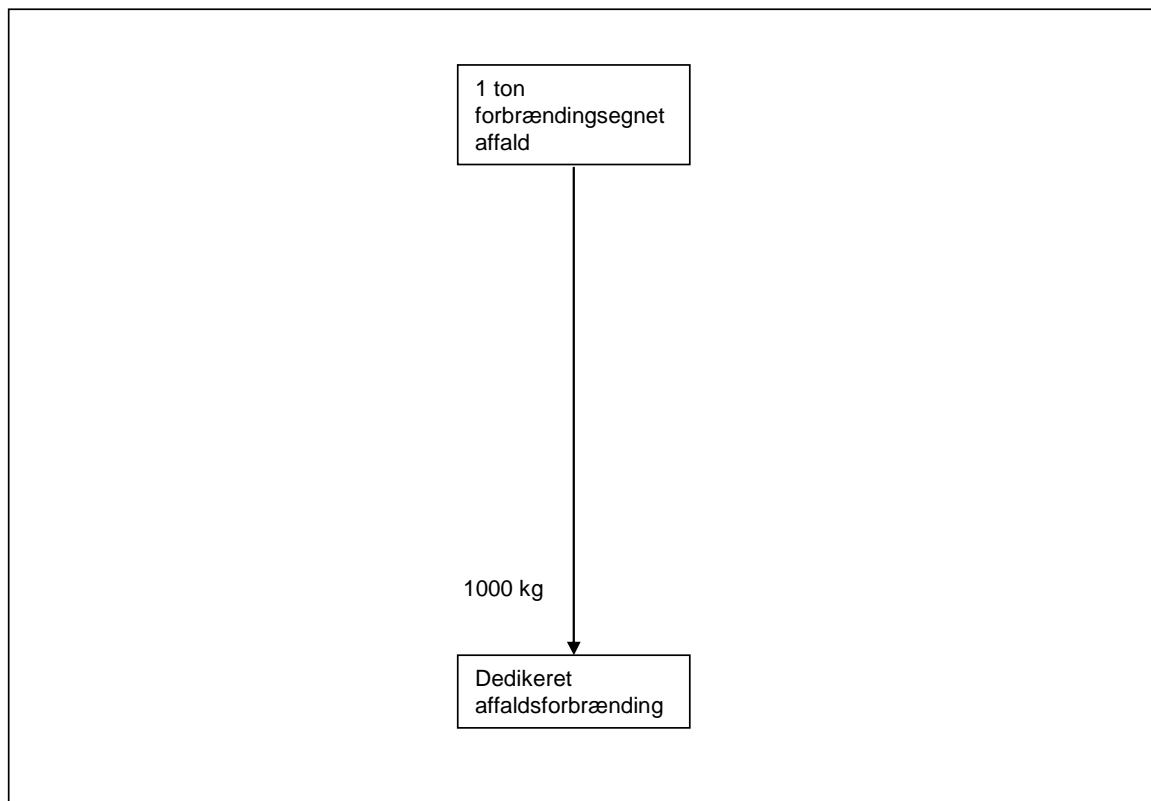 1 ton
forbrændingsegnet
affald
1000 kg
Dedikeret
affaldsforbrænding